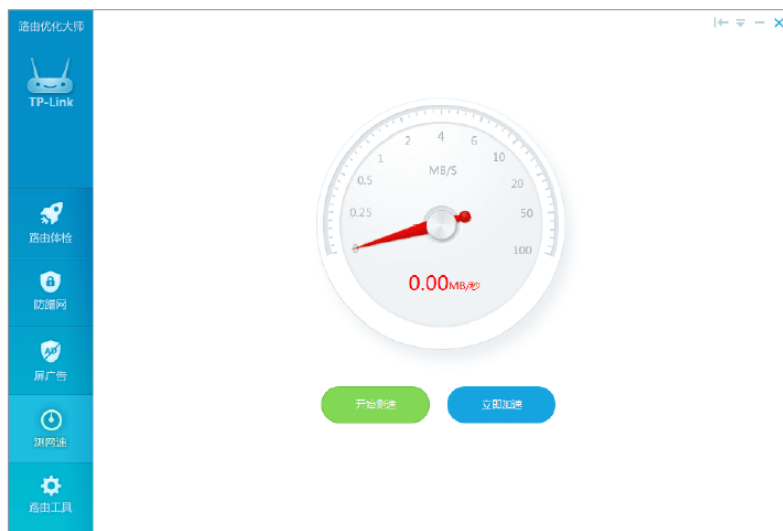 路由优化大师
TP-Link
路由体检
防蹭网
屏广告
测网速
路由工具
4
2
6
1
10
MB/S
0.5
20
0.25
50
0
100
0.00MB/秒
开始测速
立即加速